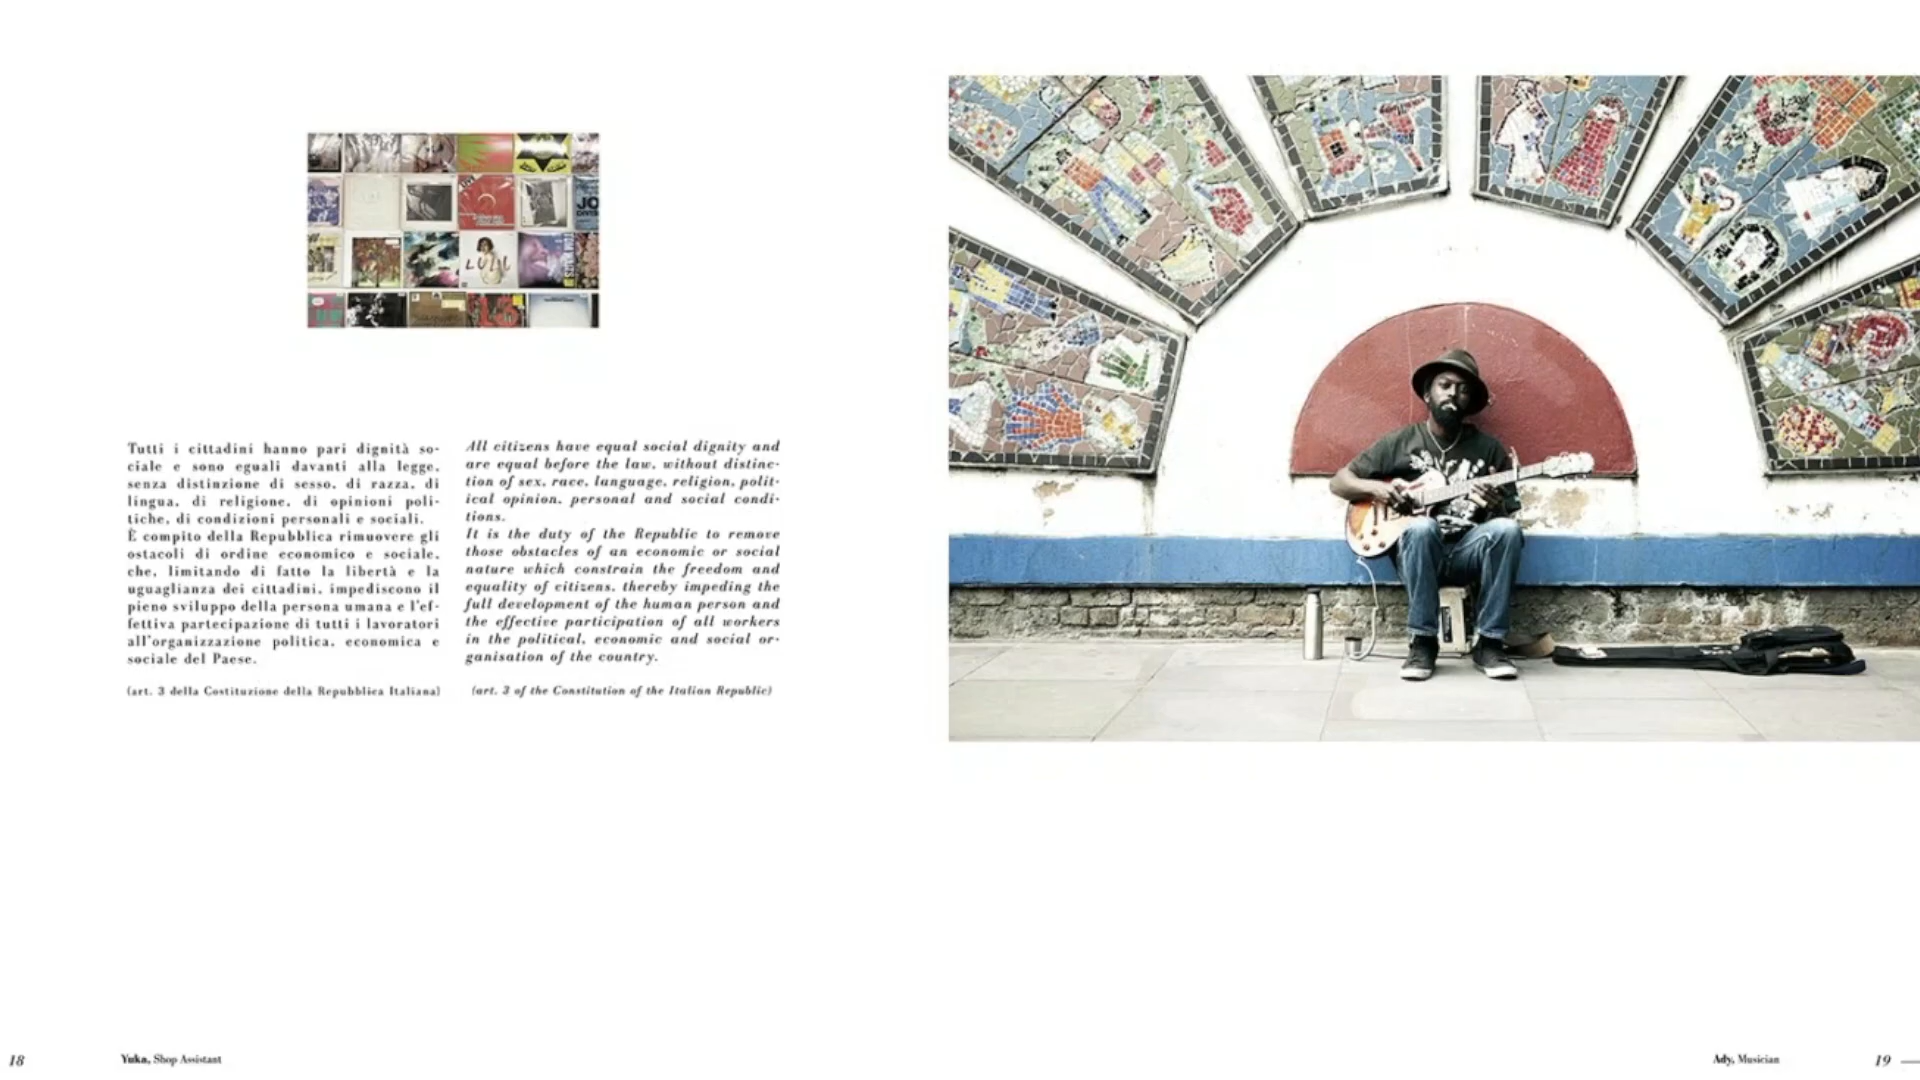 LULU
JO
Tutti i cittadini hanno pari dignità so-
ciale e sono eguali davanti alla legge,
senza distinzione di sesso, di razza, di
lingua, di religione, di opinioni poli-
tiche, di condizioni personali e sociali.
È compito della Repubblica rimuovere gli
ostacoli di ordine economico e sociale,
che, limitando di fatto la libertà e la
uguaglianza dei cittadini, impediscono il
pieno sviluppo della persona umana e l'ef-
fettiva partecipazione di tutti i lavoratori
all'organizzazione politica, economica e
sociale del Paese.
(art. 3 della Costituzione della Repubblica Italiana)
All citizens have equal social dignity and
are equal before the law, without distinc-
tion of sex, race, language, religion, polit-
ical opinion, personal and social condi-
tions.
It is the duty of the Republic to remove
those obstacles of an economic or social
nature which constrain the freedom and
equality of citizens, thereby impeding the
full development of the human person and
the effective participation of all workers
in the political, economic and social or-
ganisation of the country.
(art. 3 of the Constitution of the Italian Republic)
18
Yuka, Shop Assistant
Ady, Musician
19